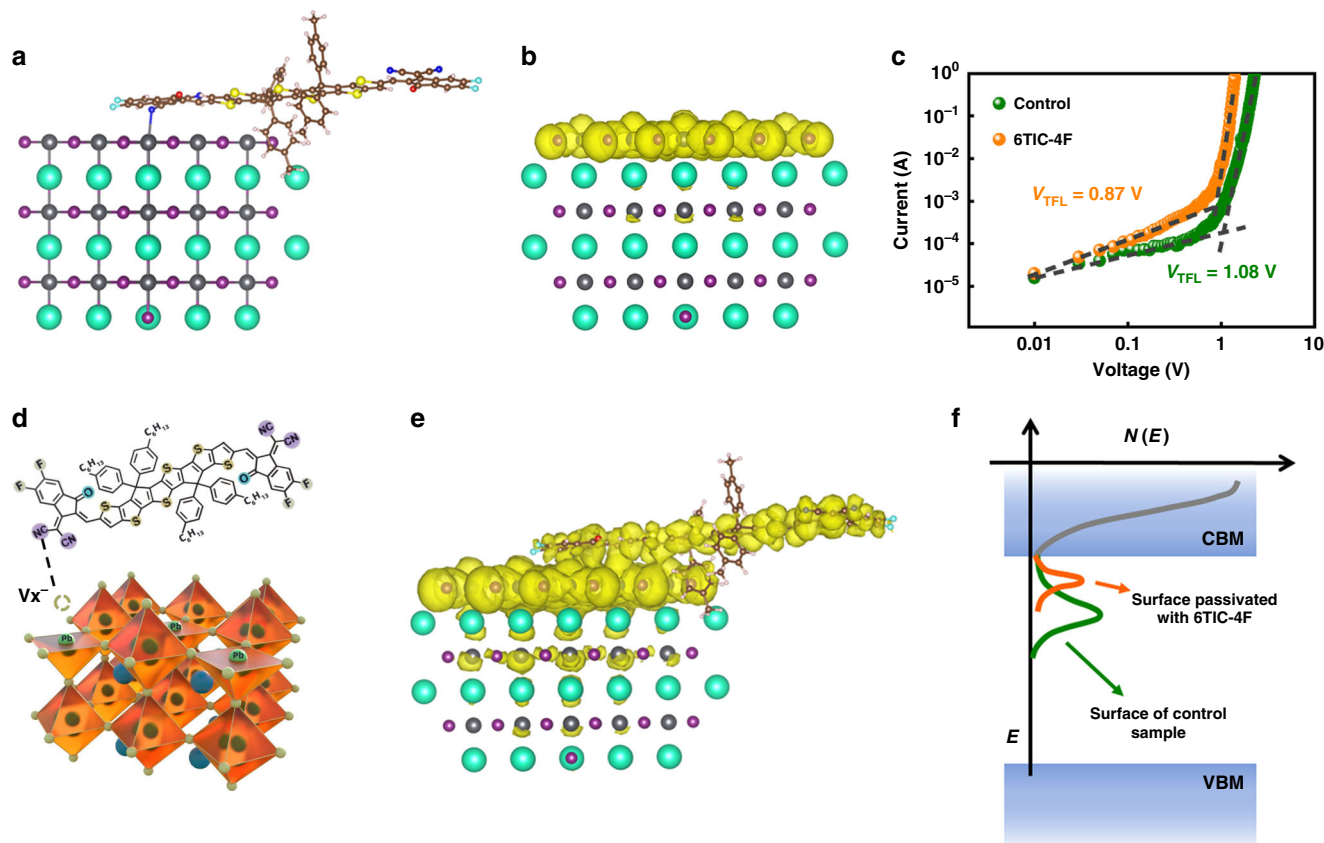 a
b
c
10⁰
10⁻¹
10⁻²
10⁻³
10⁻⁴
10⁻⁵
Current (A)
Control
6TIC-4F
V_TFL = 0.87 V
V_TFL = 1.08 V
0.01
0.1
1
10
Voltage (V)
d
C₆H₁₃
C₆H₁₃
C₆H₁₃
C₆H₁₃
NC
CN
NC
CN
F
F
F
F
O
O
S
S
S
S
S
S
Vx⁻
Pb
Pb
Pb
e
f
N (E)
CBM
Surface passivated
with 6TIC-4F
Surface of control
sample
E
VBM